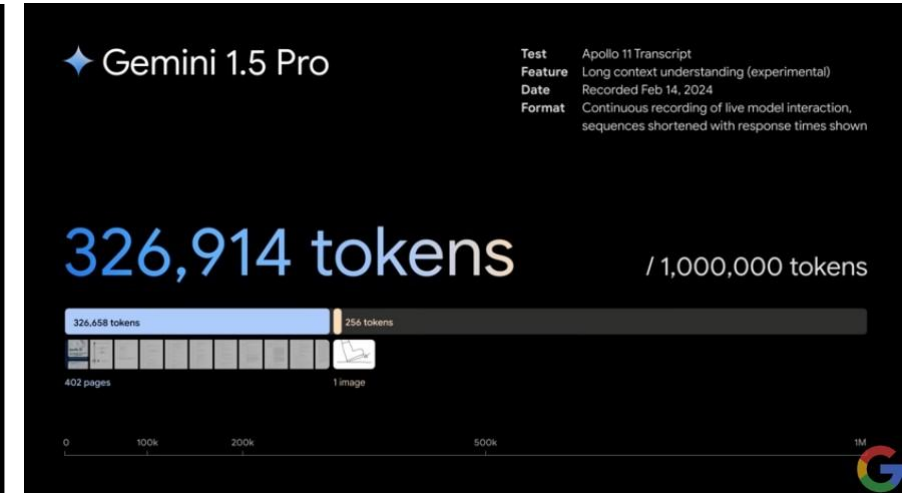 Gemini 1.5 Pro
Test Apollo 11 Transcript
Feature Long context understanding (experimental)
Date Recorded Feb 14, 2024
Format Continuous recording of live model interaction,
sequences shortened with response times shown
326,914 tokens / 1,000,000 tokens
326,658 tokens 256 tokens
402 pages 1 image
0 100k 200k 500k 1M